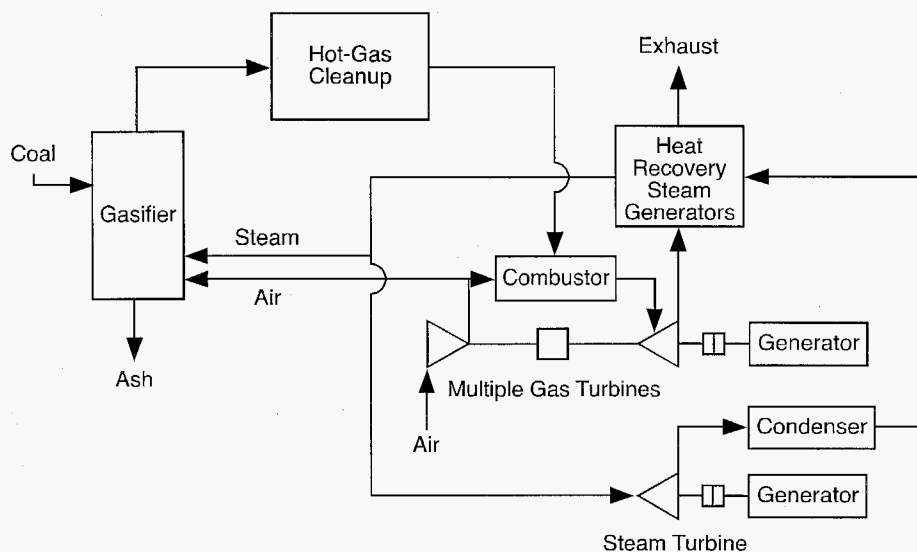 Hot-Gas
Cleanup
Exhaust
Coal
Gasifier
Heat
Recovery
Steam
Generators
Steam
Air
Combustor
Ash
Multiple Gas Turbines
Generator
Air
Condenser
Generator
Steam Turbine